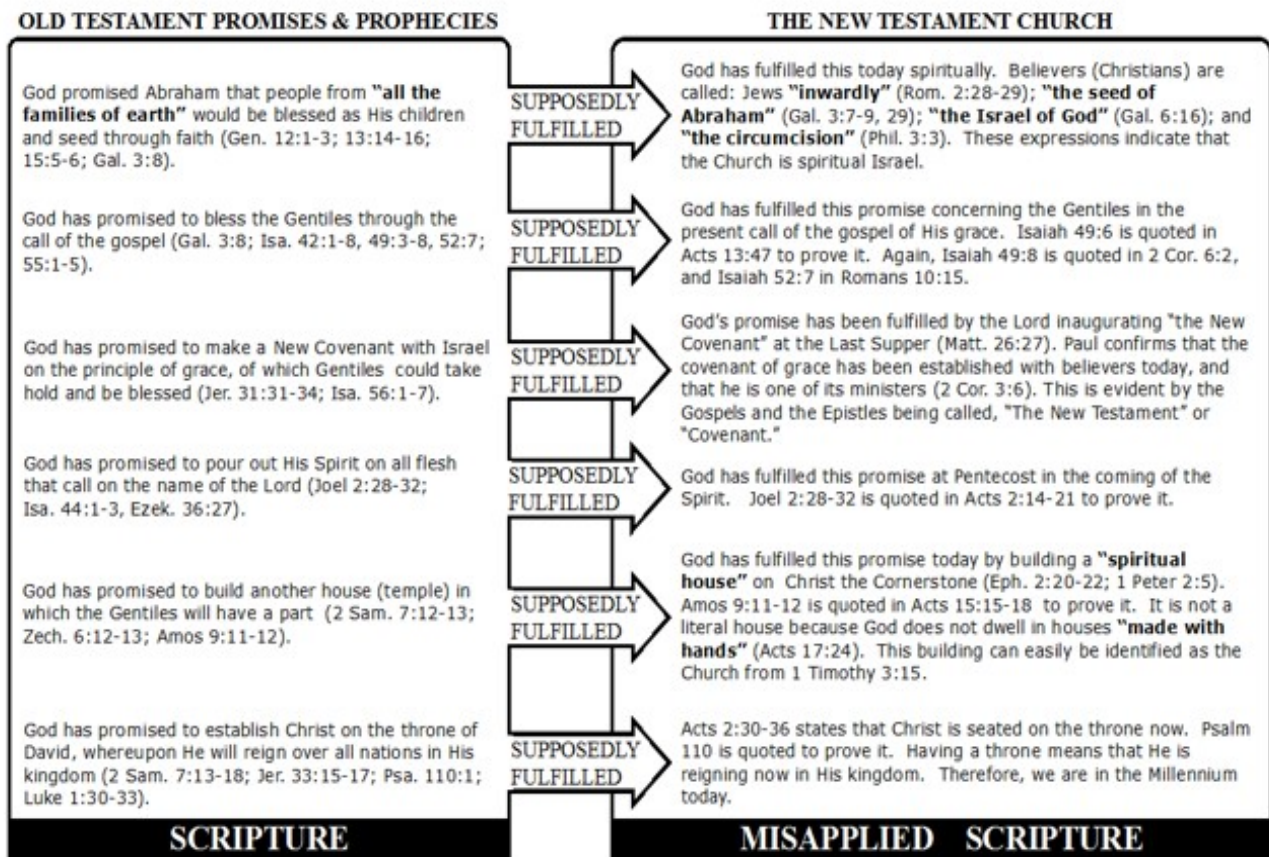 OLD TESTAMENT PROMISES & PROPHECIES
God promised Abraham that people from “all the
families of earth” would be blessed as His children
and seed through faith (Gen. 12:1-3; 13:14-16;
15:5-6; Gal. 3:8).
God has promised to bless the Gentiles through the
call of the gospel (Gal. 3:8; Isa. 42:1-8, 49:3-8, 52:7;
55:1-5).
God has promised to make a New Covenant with Israel
on the principle of grace, of which Gentiles could take
hold and be blessed (Jer. 31:31-34; Isa. 56:1-7).
God has promised to pour out His Spirit on all flesh
that call on the name of the Lord (Joel 2:28-32;
Isa. 44:1-3, Ezek. 36:27).
God has promised to build another house (temple) in
which the Gentiles will have a part (2 Sam. 7:12-13;
Zech. 6:12-13; Amos 9:11-12).
God has promised to establish Christ on the throne of
David, whereupon He will reign over all nations in His
kingdom (2 Sam. 7:13-18; Jer. 33:15-17; Psa. 110:1;
Luke 1:30-33).
SCRIPTURE
SUPPOSEDLY
FULFILLED
SUPPOSEDLY
FULFILLED
SUPPOSEDLY
FULFILLED
SUPPOSEDLY
FULFILLED
SUPPOSEDLY
FULFILLED
SUPPOSEDLY
FULFILLED
THE NEW TESTAMENT CHURCH
God has fulfilled this today spiritually. Believers (Christians) are
called: Jews “inwardly” (Rom. 2:28-29); “the seed of
Abraham” (Gal. 3:7-9, 29); “the Israel of God” (Gal. 6:16); and
“the circumcision” (Phil. 3:3). These expressions indicate that
the Church is spiritual Israel.
God has fulfilled this promise concerning the Gentiles in the
present call of the gospel of His grace. Isaiah 49:6 is quoted in
Acts 13:47 to prove it. Again, Isaiah 49:8 is quoted in 2 Cor. 6:2,
and Isaiah 52:7 in Romans 10:15.
God’s promise has been fulfilled by the Lord inaugurating “the New
Covenant” at the Last Supper (Matt. 26:27). Paul confirms that the
covenant of grace has been established with believers today, and
that he is one of its ministers (2 Cor. 3:6). This is evident by the
Gospels and the Epistles being called, “The New Testament” or
“Covenant.”
God has fulfilled this promise at Pentecost in the coming of the
Spirit. Joel 2:28-32 is quoted in Acts 2:14-21 to prove it.
God has fulfilled this promise today by building a “spiritual
house” on Christ the Cornerstone (Eph. 2:20-22; 1 Peter 2:5).
Amos 9:11-12 is quoted in Acts 15:15-18 to prove it. It is not a
literal house because God does not dwell in houses “made with
hands” (Acts 17:24). This building can easily be identified as the
Church from 1 Timothy 3:15.
Acts 2:30-36 states that Christ is seated on the throne now. Psalm
110 is quoted to prove it. Having a throne means that He is
reigning now in His kingdom. Therefore, we are in the Millennium
today.
MISAPPLIED SCRIPTURE